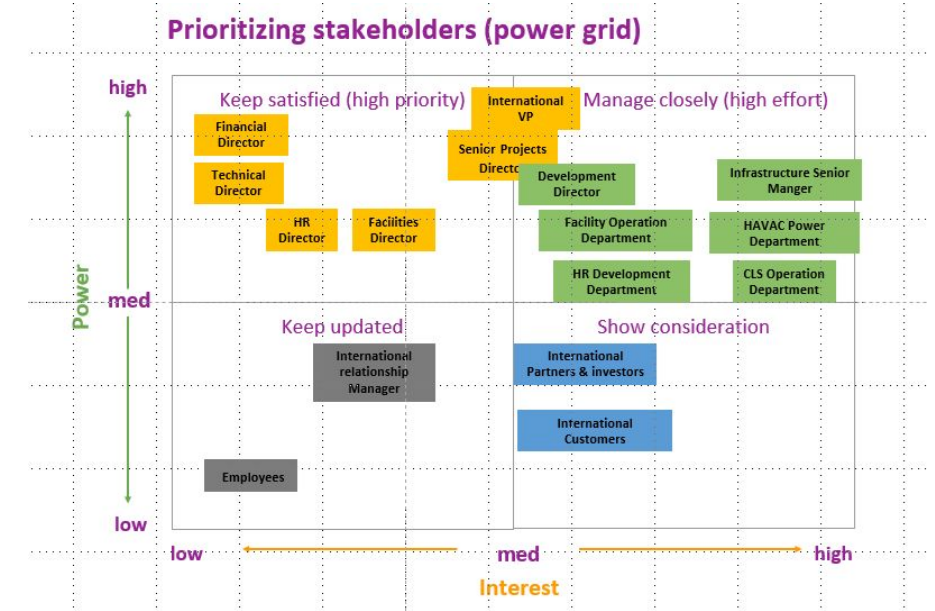 Prioritizing stakeholders (power grid)
high
Keep satisfied (high priority)
International
VP
Manage closely (high effort)
Financial
Director
Senior Projects
Directo
Technical
Director
Development
Director
Infrastructure Senior
Manger
HR
Director
Facilities
Director
Facility Operation
Department
HAVAC Power
Department
HR Development
Department
CLS Operation
Department
Power
med
Keep updated
Show consideration
International
relationship
Manager
International
Partners & investors
International
Customers
Employees
low
low
med
high
Interest